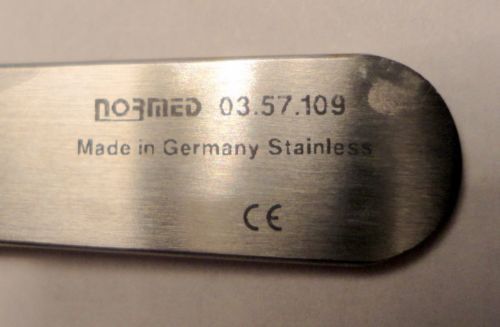 NORMED 03.57.109
Made in Germany Stainless
CE